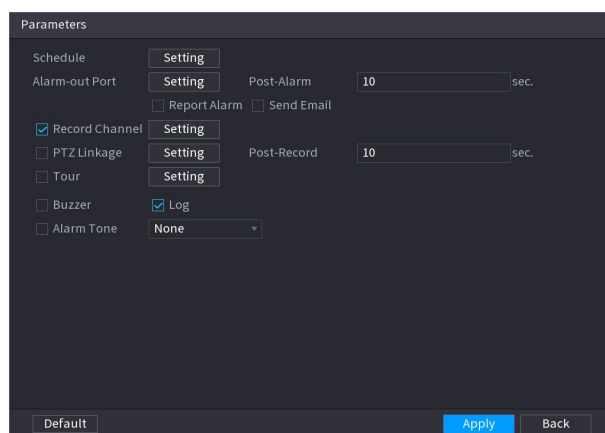 Parameters
Schedule Setting
Alarm-out Port Setting Post-Alarm 10 sec.
Report Alarm Send Email
Record Channel Setting
PTZ Linkage Setting Post-Record 10 sec.
Tour Setting
Buzzer Log
Alarm Tone None
Default Apply Back